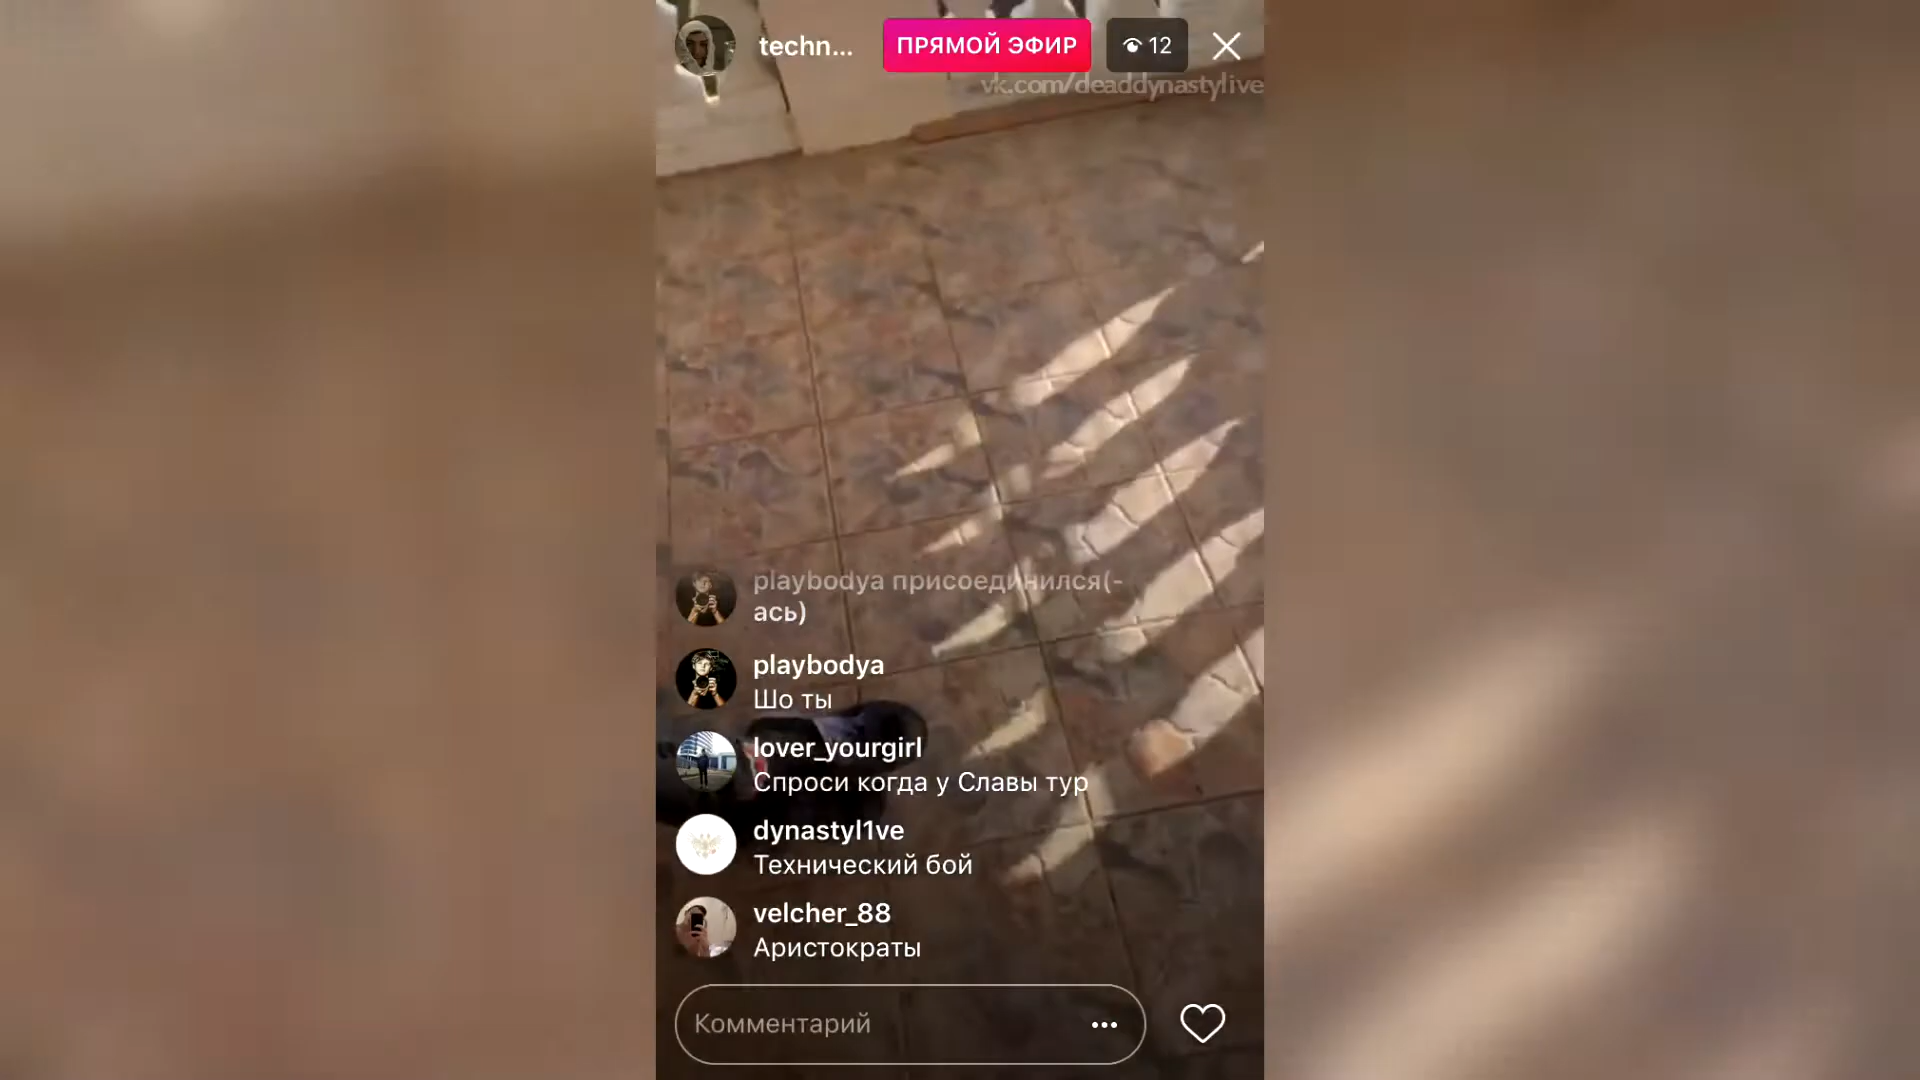 techn...
ПРЯМОЙ ЭФИР
12
vk.com/deaddynastylive
playbodya присоединился(-
ась)
playbodya
Шо ты
lover_yourgirl
Спроси когда у Славы тур
dynastyl1ve
Технический бой
velcher_88
Аристократы
Комментарий